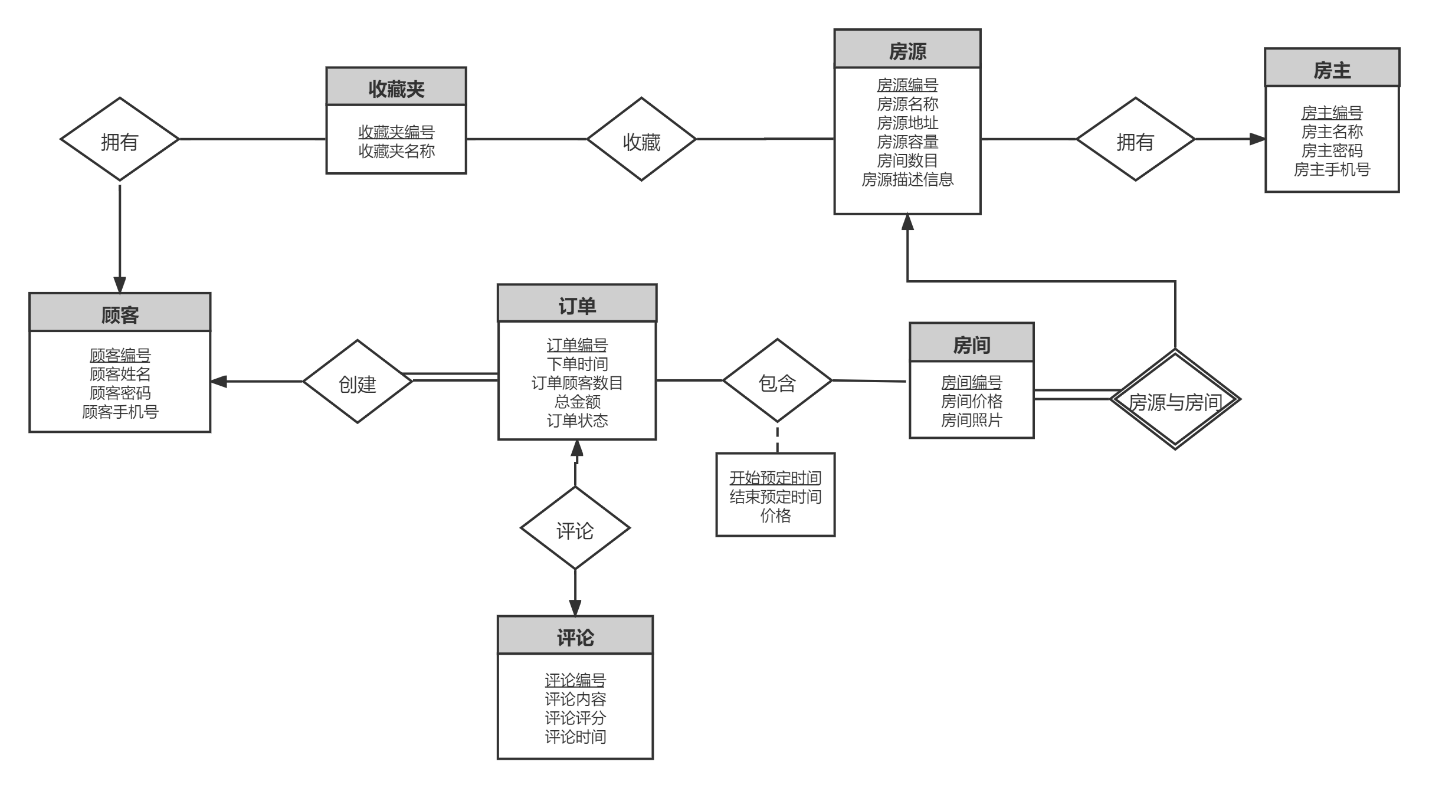 房源
房源编号
房源名称
房源地址
房源容量
房间数目
房源描述信息
房主
房主编号
房主名称
房主密码
房主手机号
收藏夹
收藏夹编号
收藏夹名称
拥有
收藏
拥有
顾客
顾客编号
顾客姓名
顾客密码
顾客手机号
创建
订单
订单编号
下单时间
订单顾客数目
总金额
订单状态
包含
开始预定时间
结束预定时间
价格
房间
房间编号
房间价格
房间照片
房源与房间
评论
评论
评论编号
评论内容
评论评分
评论时间